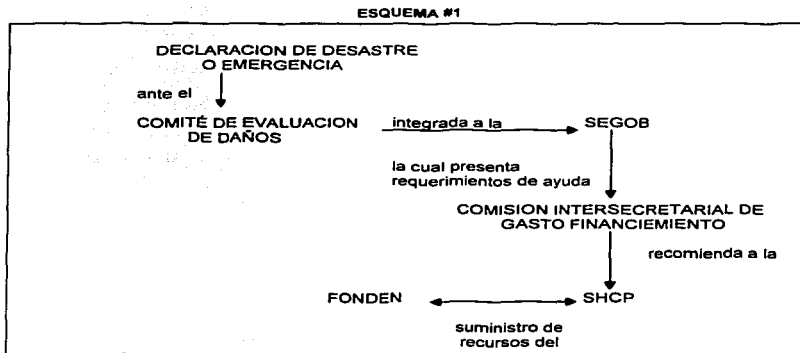 ESQUEMA #1
DECLARACION DE DESASTRE
O EMERGENCIA
ante el
COMITÉ DE EVALUACION
DE DAÑOS
integrada a la
SEGOB
la cual presenta
requerimientos de ayuda
COMISION INTERSECRETARIAL DE
GASTO FINANCIEMIENTO
recomienda a la
FONDEN
SHCP
suministro de
recursos del